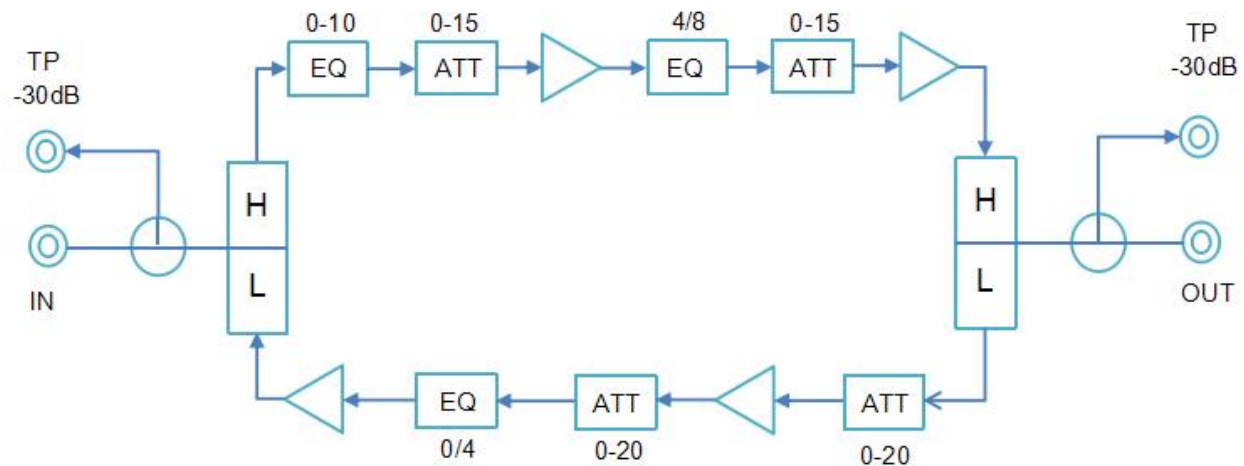 0-10
0-15
4/8
0-15
TP
-30dB
EQ
ATT
EQ
ATT
TP
-30dB
H
L
H
L
IN
OUT
EQ
ATT
ATT
0/4
0-20
0-20